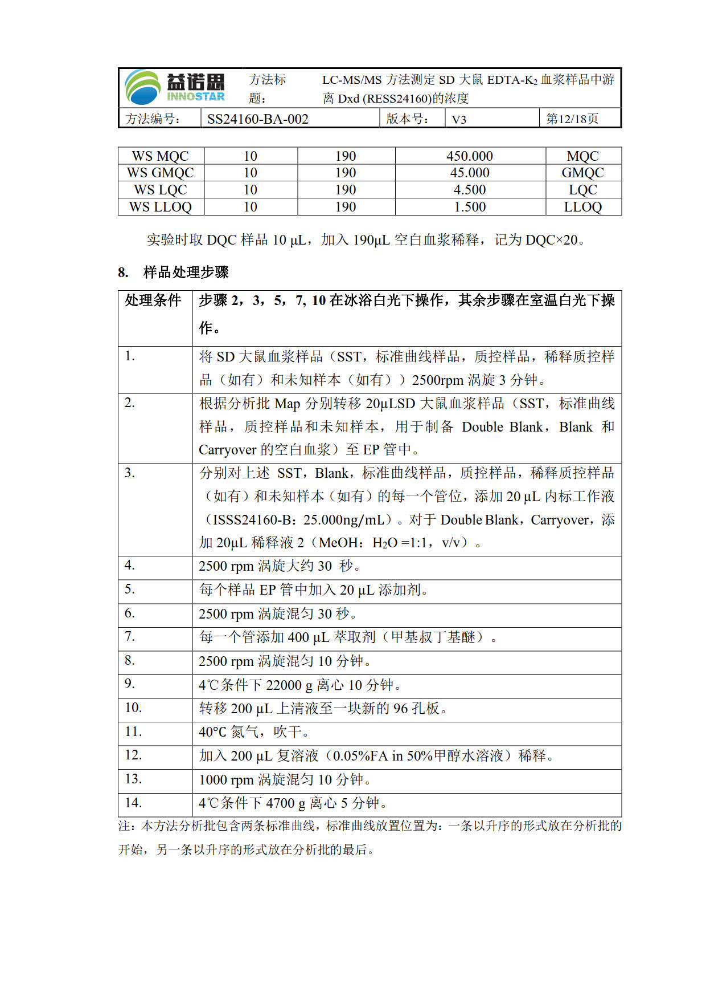 益诺思
INNOSTAR
方法标
题：
LC-MS/MS 方法测定 SD 大鼠 EDTA-K₂ 血浆样品中游
离 Dxd (RESS24160)的浓度
方法编号： SS24160-BA-002 版本号： V3 第12/18页
WS MQC 10 190 450.000 MQC
WS GMQC 10 190 45.000 GMQC
WS LQC 10 190 4.500 LQC
WS LLOQ 10 190 1.500 LLOQ
实验时取 DQC 样品 10 μL，加入 190μL 空白血浆稀释，记为 DQC×20。
8. 样品处理步骤
处理条件 步骤 2，3，5，7, 10 在冰浴白光下操作，其余步骤在室温白光下操
作。
1. 将 SD 大鼠血浆样品（SST，标准曲线样品，质控样品，稀释质控样
品（如有）和未知样本（如有））2500rpm 涡旋 3 分钟。
2. 根据分析批 Map 分别转移 20μLSD 大鼠血浆样品（SST，标准曲线
样品，质控样品和未知样本，用于制备 Double Blank，Blank 和
Carryover 的空白血浆）至 EP 管中。
3. 分别对上述 SST，Blank，标准曲线样品，质控样品，稀释质控样品
（如有）和未知样本（如有）的每一个管位，添加 20 μL 内标工作液
（ISSS24160-B：25.000ng/mL）。对于 Double Blank，Carryover，添
加 20μL 稀释液 2（MeOH：H₂O =1:1，v/v）。
4. 2500 rpm 涡旋大约 30 秒。
5. 每个样品 EP 管中加入 20 μL 添加剂。
6. 2500 rpm 涡旋混匀 30 秒。
7. 每一个管添加 400 μL 萃取剂（甲基叔丁基醚）。
8. 2500 rpm 涡旋混匀 10 分钟。
9. 4℃条件下 22000 g 离心 10 分钟。
10. 转移 200 μL 上清液至一块新的 96 孔板。
11. 40°C 氮气，吹干。
12. 加入 200 μL 复溶液（0.05%FA in 50%甲醇水溶液）稀释。
13. 1000 rpm 涡旋混匀 10 分钟。
14. 4℃条件下 4700 g 离心 5 分钟。
注：本方法分析批包含两条标准曲线，标准曲线放置位置为：一条以升序的形式放在分析批的
开始，另一条以升序的形式放在分析批的最后。